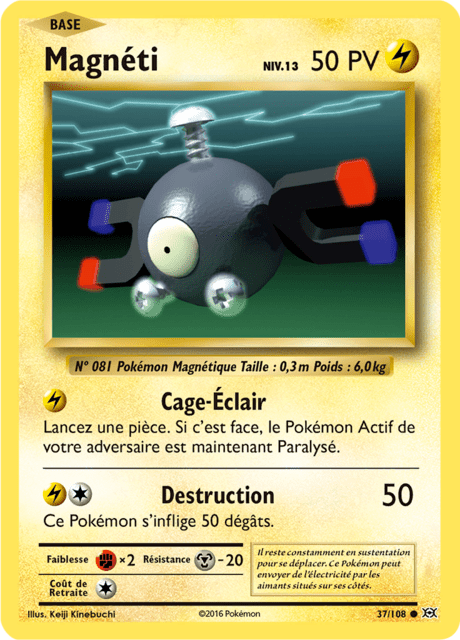 BASE
Magnéti NIV.13 50 PV
N° 081 Pokémon Magnétique Taille : 0,3 m Poids : 6,0 kg
Cage-Éclair
Lancez une pièce. Si c'est face, le Pokémon Actif de
votre adversaire est maintenant Paralysé.
Destruction 50
Ce Pokémon s'inflige 50 dégâts.
Faiblesse ×2 Résistance -20
Coût de
Retraite
Il reste constamment en sustentation
pour se déplacer. Ce Pokémon peut
envoyer de l'électricité par les
aimants situés sur ses côtés.
Illus. Keiji Kinebuchi ©2016 Pokémon 37/108